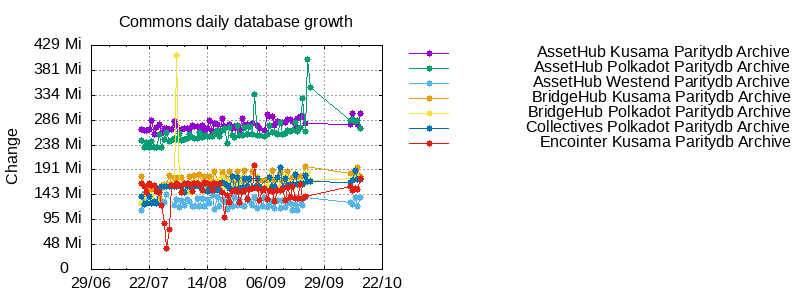 Commons daily database growth
429 Mi
381 Mi
334 Mi
286 Mi
238 Mi
191 Mi
143 Mi
95 Mi
48 Mi
0
Change
29/06
22/07
14/08
06/09
29/09
22/10
AssetHub Kusama Paritydb Archive
AssetHub Polkadot Paritydb Archive
AssetHub Westend Paritydb Archive
BridgeHub Kusama Paritydb Archive
BridgeHub Polkadot Paritydb Archive
Collectives Polkadot Paritydb Archive
Encointer Kusama Paritydb Archive